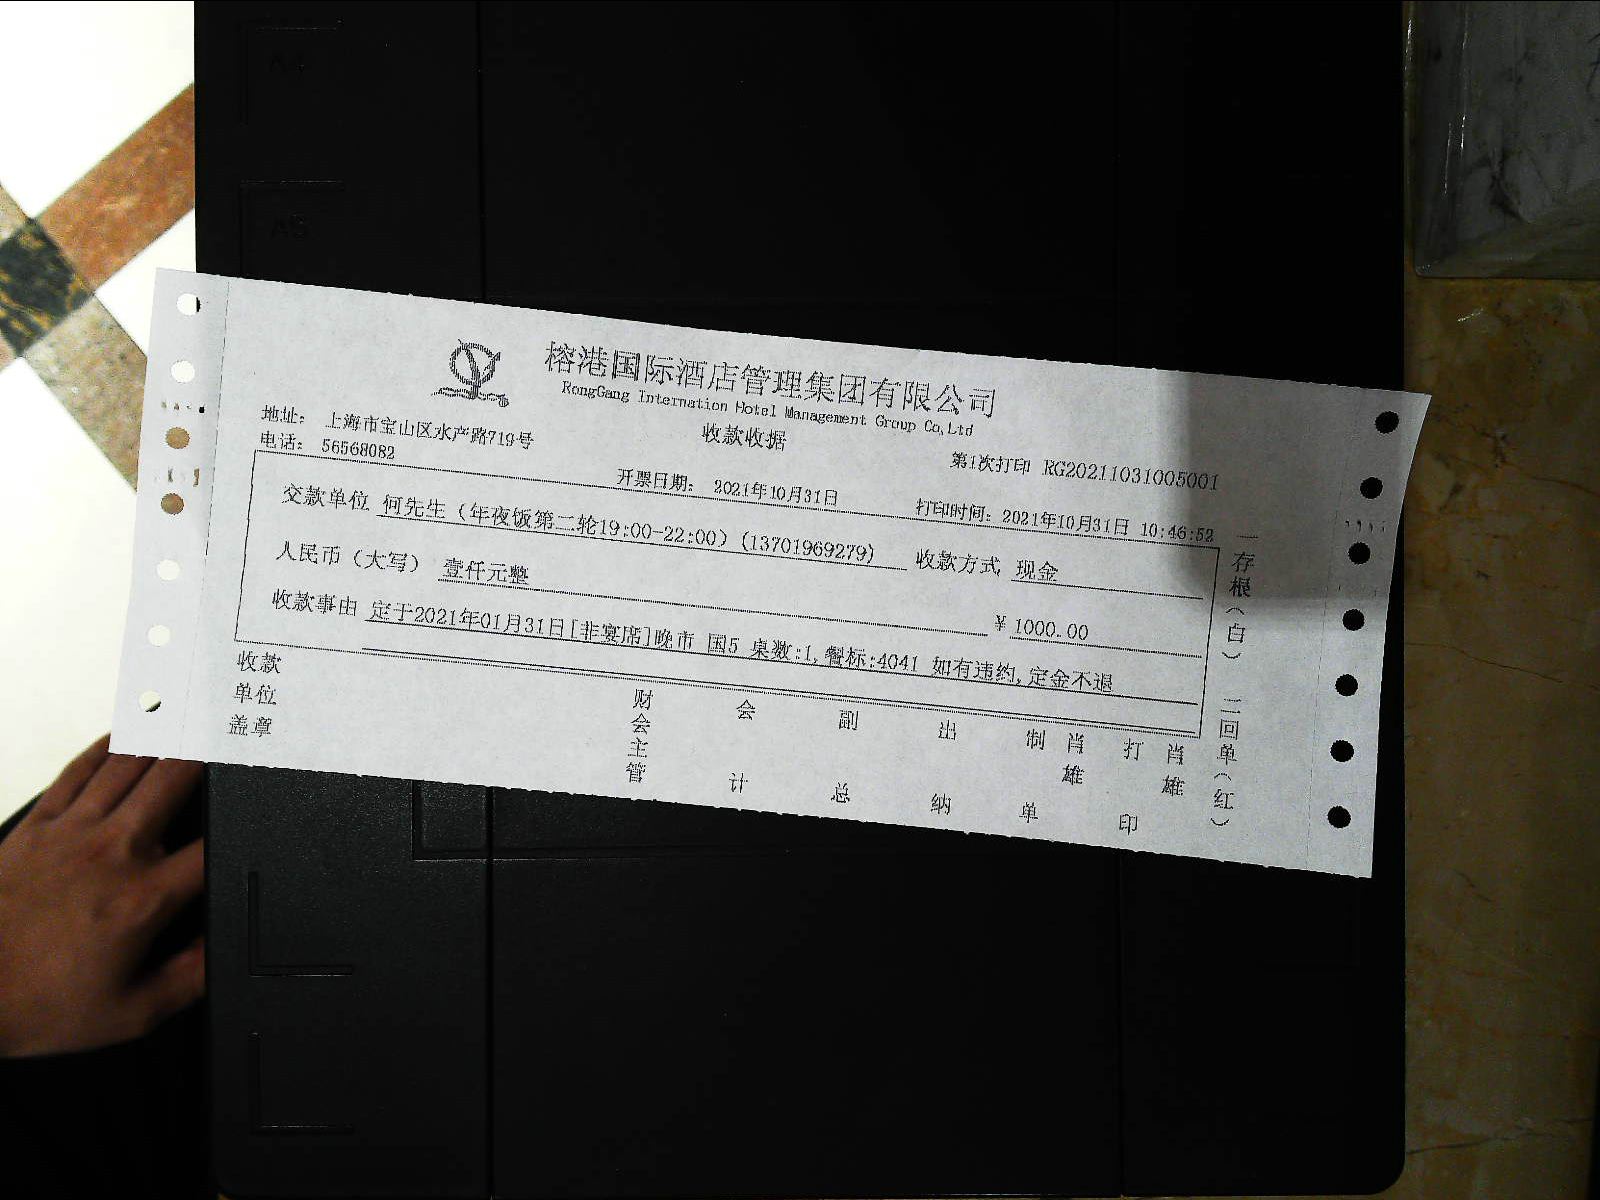 A4
A5
榕港国际酒店管理集团有限公司
RongGang Internation Hotel Management Group Co,Ltd
地址: 上海市宝山区水产路719号
收款收据
电话: 56568082
第1次打印 RG20211031005001
开票日期: 2021年10月31日
打印时间: 2021年10月31日 10:46:52
交款单位 何先生（年夜饭第二轮19:00-22:00）(13701969279) 收款方式 现金
人民币（大写） 壹仟元整 ¥ 1000.00
收款事由 定于2021年01月31日[非宴席]晚市 国5 桌数:1,餐标:4041 如有违约,定金不退
收款单位盖章
财会主管
会计
副总
出纳
制单
肖雄
打印
肖雄
一存根(白) 二回单(红)